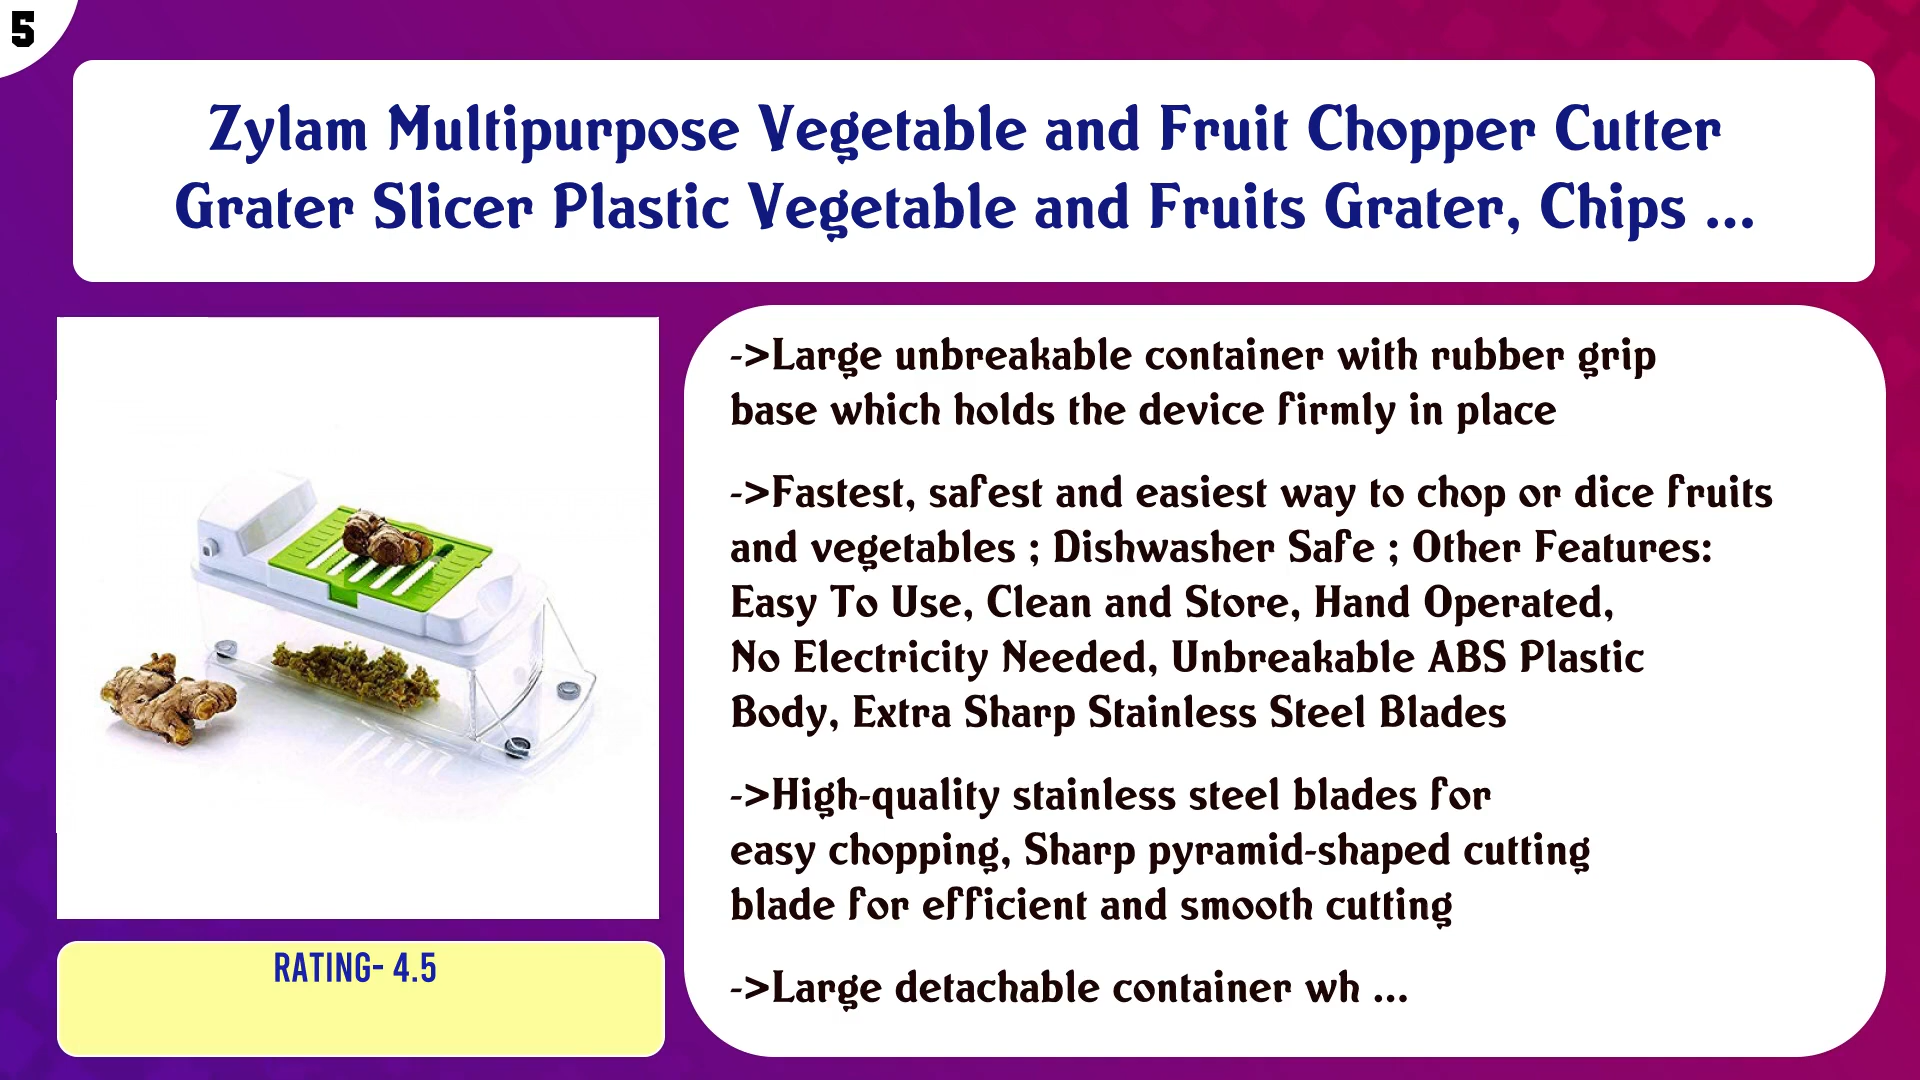 5
Zylam Multipurpose Vegetable and Fruit Chopper Cutter
Grater Slicer Plastic Vegetable and Fruits Grater, Chips ...
->Large unbreakable container with rubber grip
base which holds the device firmly in place
->Fastest, safest and easiest way to chop or dice fruits
and vegetables ; Dishwasher Safe ; Other Features:
Easy To Use, Clean and Store, Hand Operated,
No Electricity Needed, Unbreakable ABS Plastic
Body, Extra Sharp Stainless Steel Blades
->High-quality stainless steel blades for
easy chopping, Sharp pyramid-shaped cutting
blade for efficient and smooth cutting
->Large detachable container wh ...
RATING- 4.5